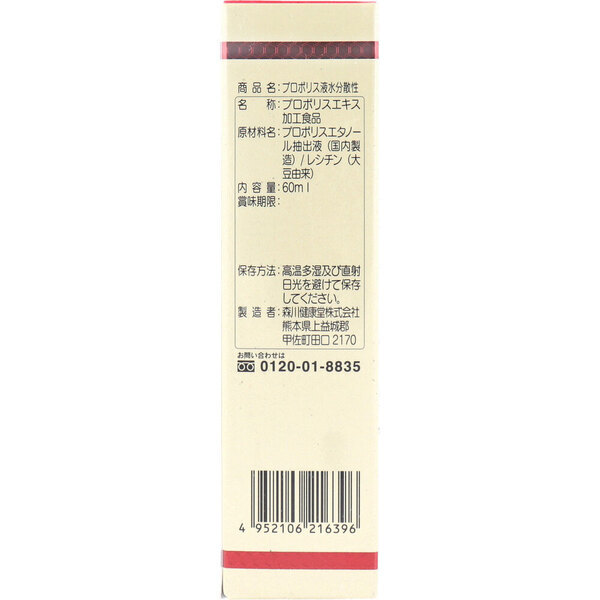 商品名：プロポリス液水分散性
名称：プロポリスエキス
加工食品
原材料名：プロポリスエタノー
ル抽出液（国内製
造）/レシチン（大
豆由来）
内容量：60ml
賞味期限：
保存方法：高温多湿及び直射
日光を避けて保存
してください。
製造者：森川健康堂株式会社
熊本県上益城郡
甲佐町田口2170
お問い合わせは
0120-01-8835
4 952106 216396